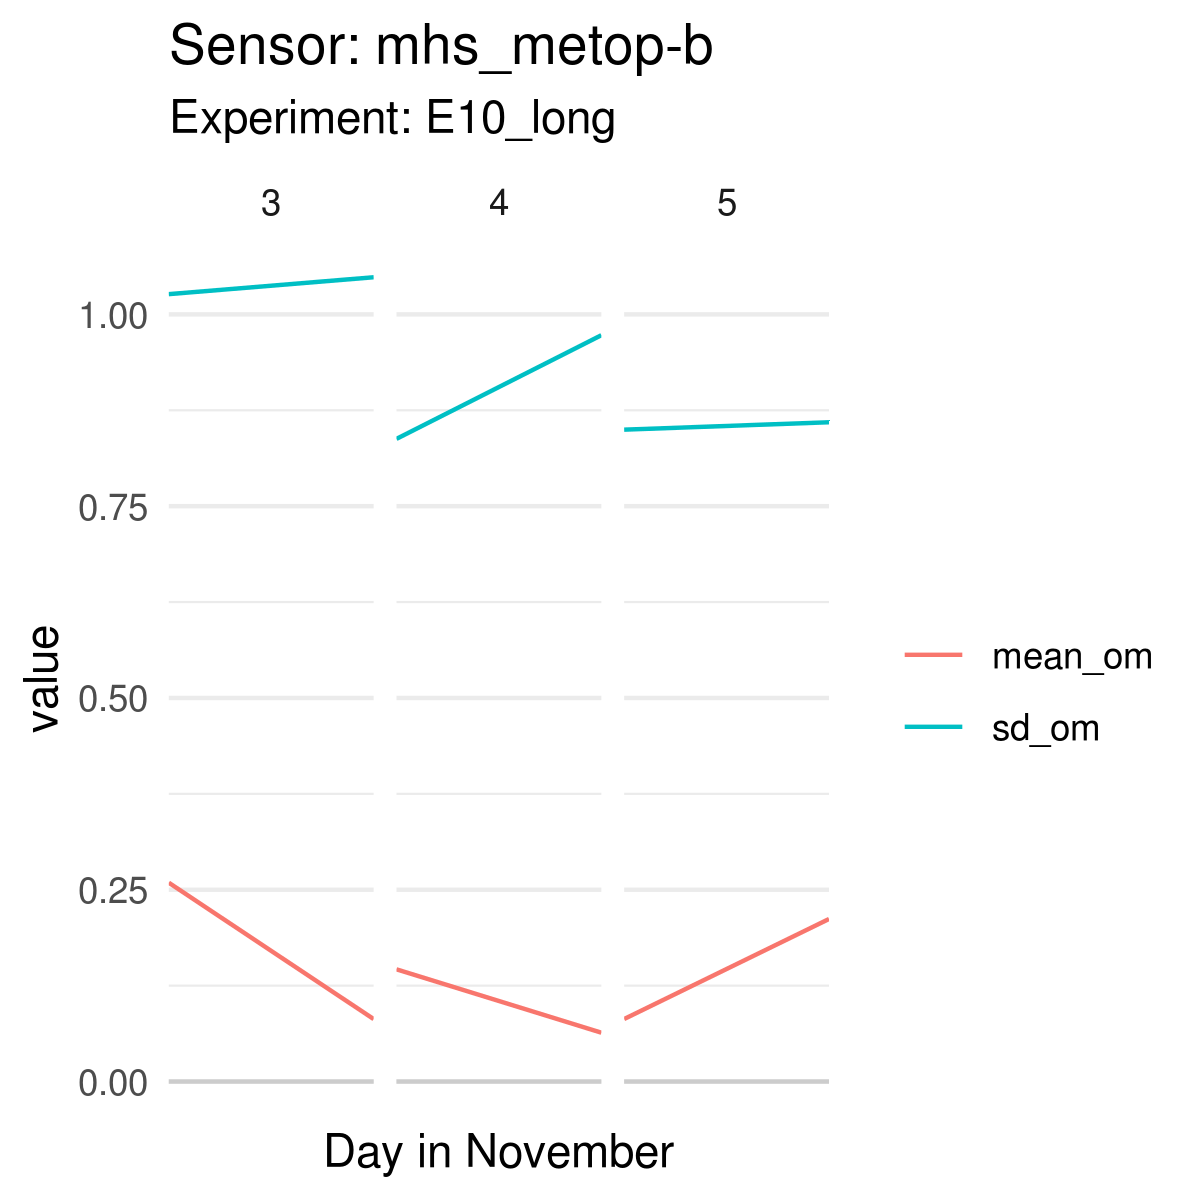 Sensor: mhs_metop-b
Experiment: E10_long
3 4 5
1.00
0.75
0.50
0.25
0.00
value
mean_om
sd_om
Day in November